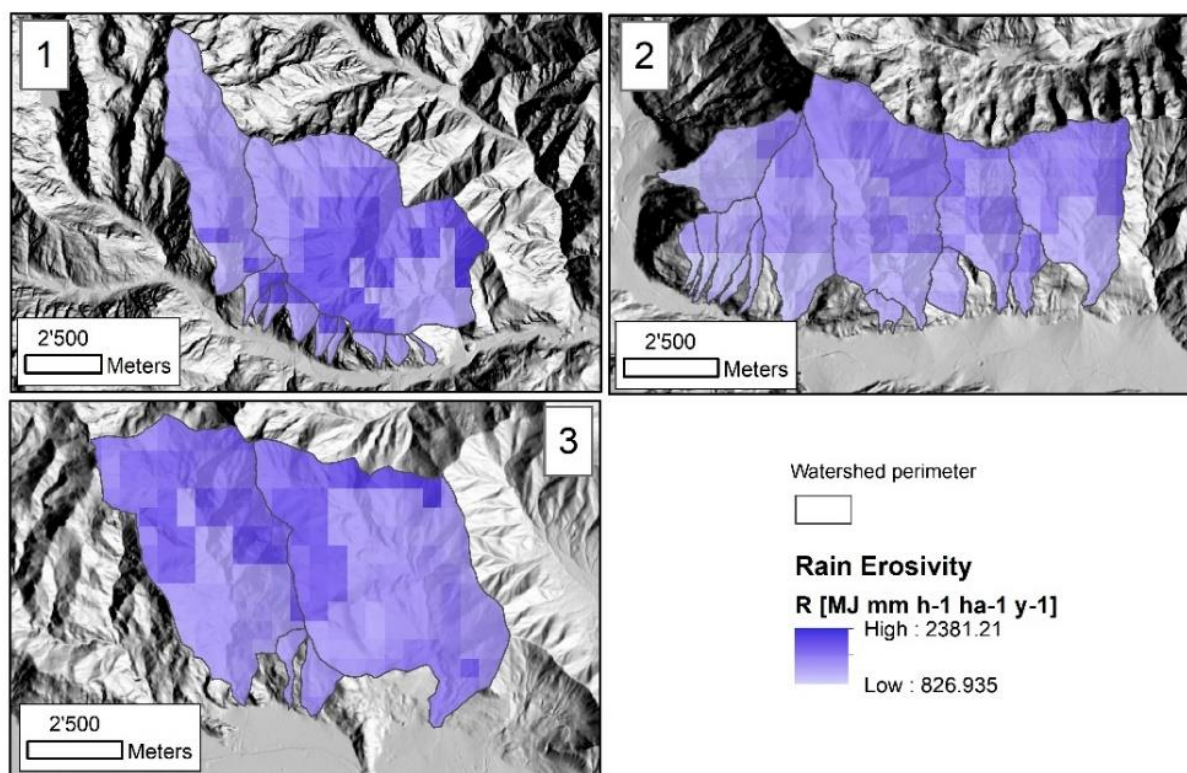 1
2'500
Meters
2
2'500
Meters
3
2'500
Meters
Watershed perimeter
Rain Erosivity
R [MJ mm h-1 ha-1 y-1]
High : 2381.21
Low : 826.935